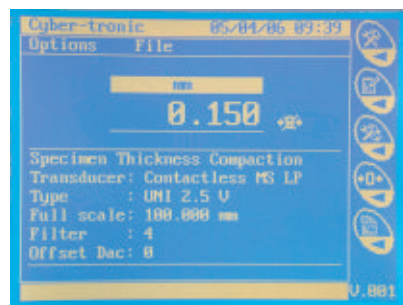 Cyber-tronic 05/04/06 09:39
Options File
mm
0.150
Specimen Thickness Compaction
Transducer: Contactless MS LP
Type : UNI 2.5 V
Full scale: 100.000 mm
Filter : 4
Offset Dac: 0
V.001